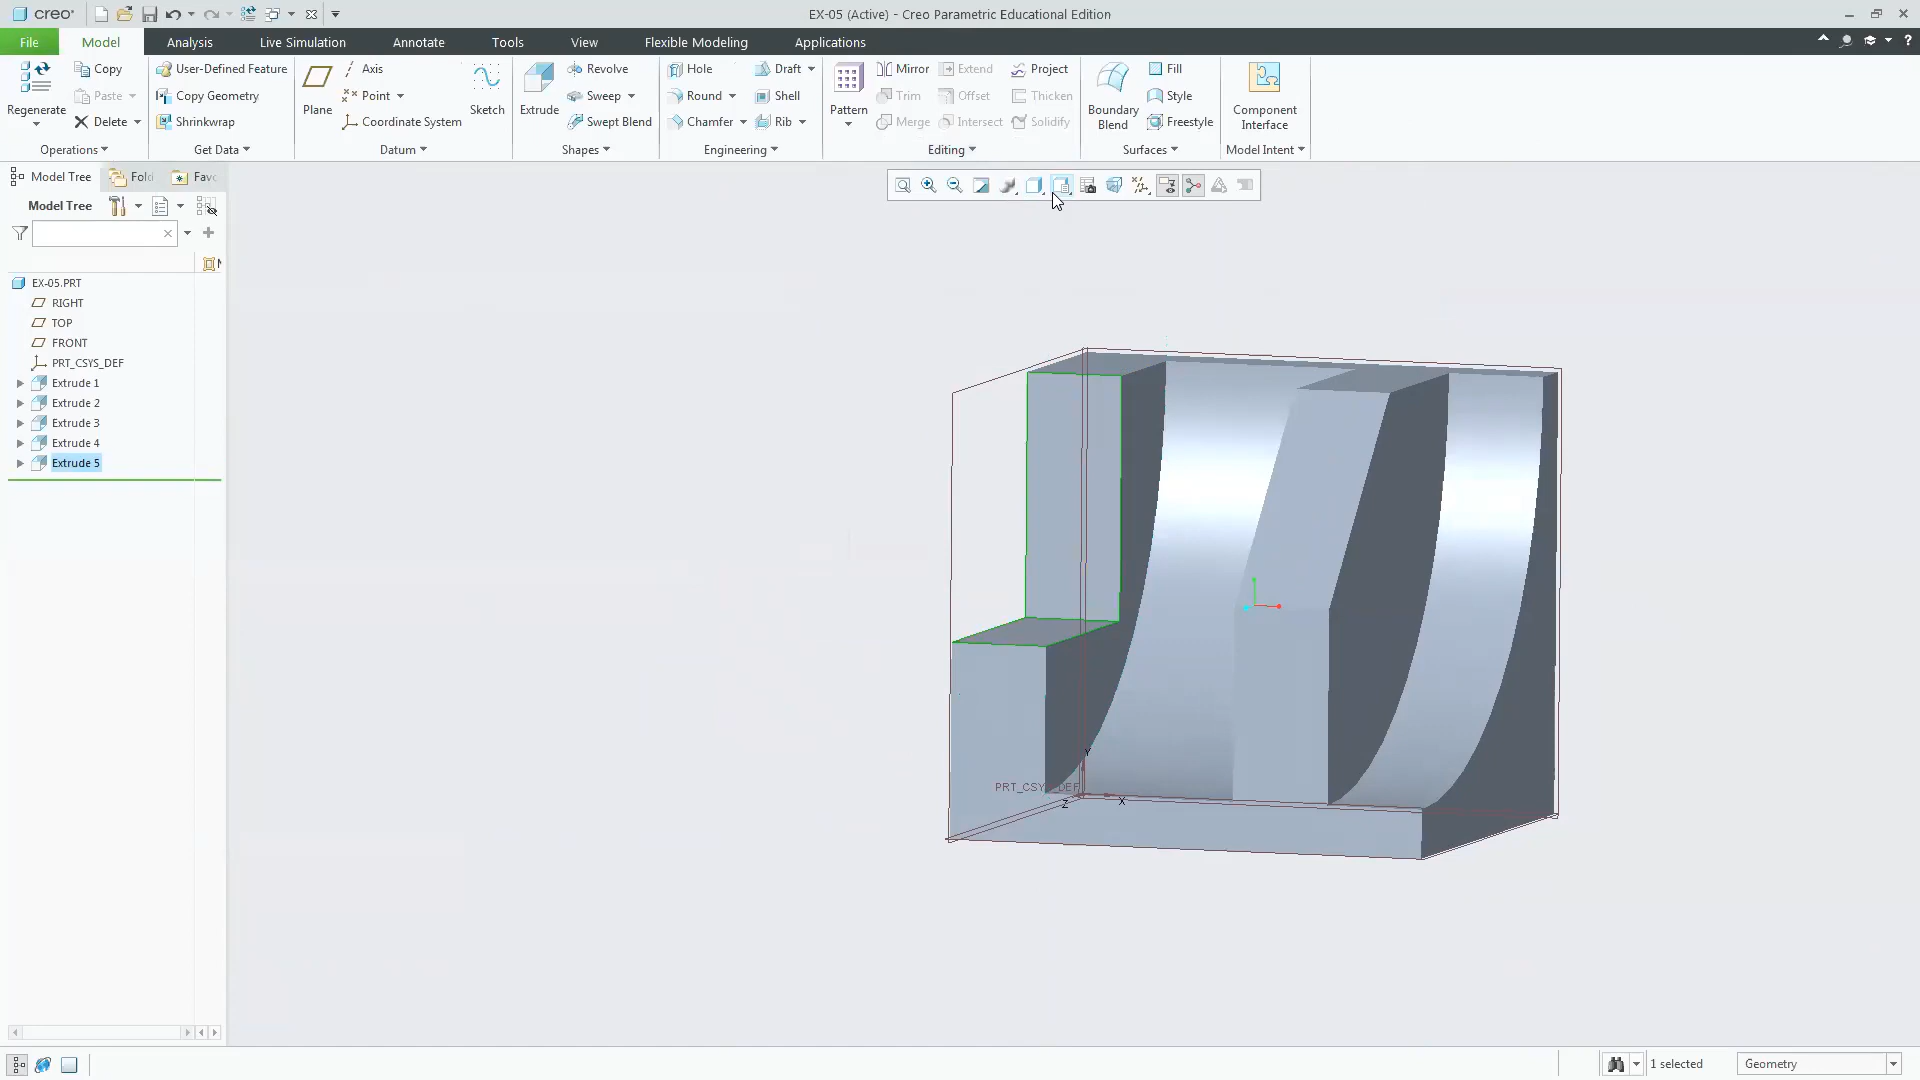 creo°
EX-05 (Active) - Creo Parametric Educational Edition
File Model Analysis Live Simulation Annotate Tools View Flexible Modeling Applications
Regenerate
Copy
Paste
Delete
Operations
User-Defined Feature
Copy Geometry
Shrinkwrap
Get Data
Plane
Axis
Point
Coordinate System
Sketch
Datum
Extrude
Revolve
Sweep
Swept Blend
Shapes
Hole
Round
Chamfer
Draft
Shell
Rib
Engineering
Pattern
Mirror
Trim
Merge
Extend
Offset
Intersect
Project
Thicken
Solidify
Editing
Boundary
Blend
Fill
Style
Freestyle
Surfaces
Component
Interface
Model Intent
Model Tree Fold Fav
Model Tree
EX-05.PRT
RIGHT
TOP
FRONT
PRT_CSYS_DEF
Extrude 1
Extrude 2
Extrude 3
Extrude 4
Extrude 5
Y
PRT_CSYS_DEF
Z
X
1 selected
Geometry